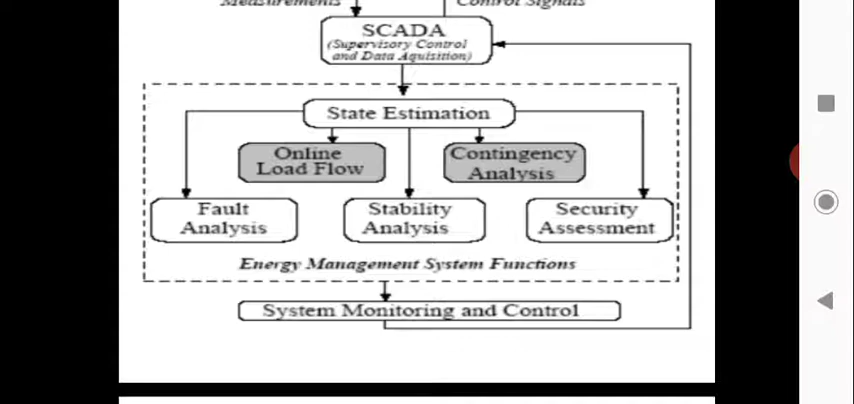 Measurements Control Signals
SCADA
(Supervisory Control
and Data Aquisition)
State Estimation
Online
Load Flow
Contingency
Analysis
Fault
Analysis
Stability
Analysis
Security
Assessment
Energy Management System Functions
System Monitoring and Control